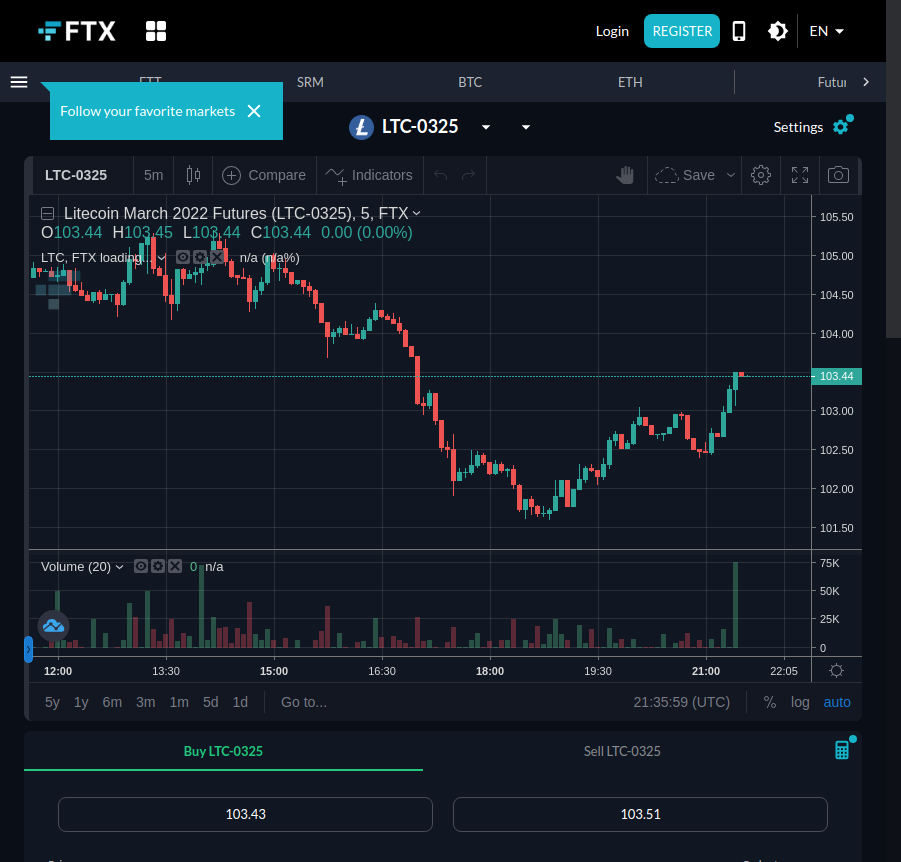 FTX
Login
REGISTER
EN
FTT
SRM
BTC
ETH
Futur
Follow your favorite markets
LTC-0325
Settings
LTC-0325
5m
Compare
Indicators
Save
Litecoin March 2022 Futures (LTC-0325), 5, FTX
O103.44 H103.45 L103.44 C103.44 0.00 (0.00%)
LTC, FTX loading...
n/a (n/a%)
105.50
105.00
104.50
104.00
103.44
103.00
102.50
102.00
101.50
Volume (20)
0 n/a
75K
50K
25K
0
12:00
13:30
15:00
16:30
18:00
19:30
21:00
22:05
5y
1y
6m
3m
1m
5d
1d
Go to...
21:35:59 (UTC)
%
log
auto
Buy LTC-0325
Sell LTC-0325
103.43
103.51